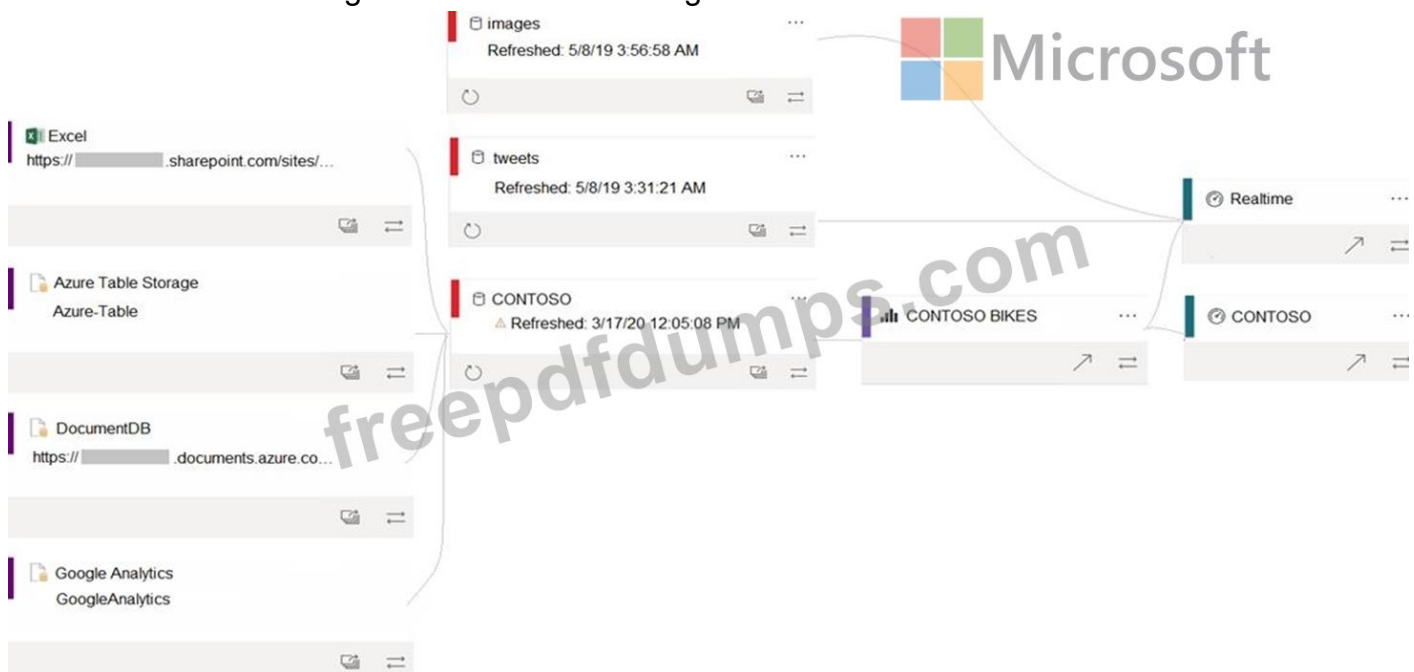 images
Refreshed: 5/8/19 3:56:58 AM
Microsoft
Excel
https:// .sharepoint.com/sites/...
tweets
Refreshed: 5/8/19 3:31:21 AM
Realtime
Azure Table Storage
Azure-Table
CONTOSO
Refreshed: 3/17/20 12:05:08 PM
CONTOSO BIKES
CONTOSO
DocumentDB
https:// .documents.azure.co...
Google Analytics
GoogleAnalytics
freepdfdumps.com